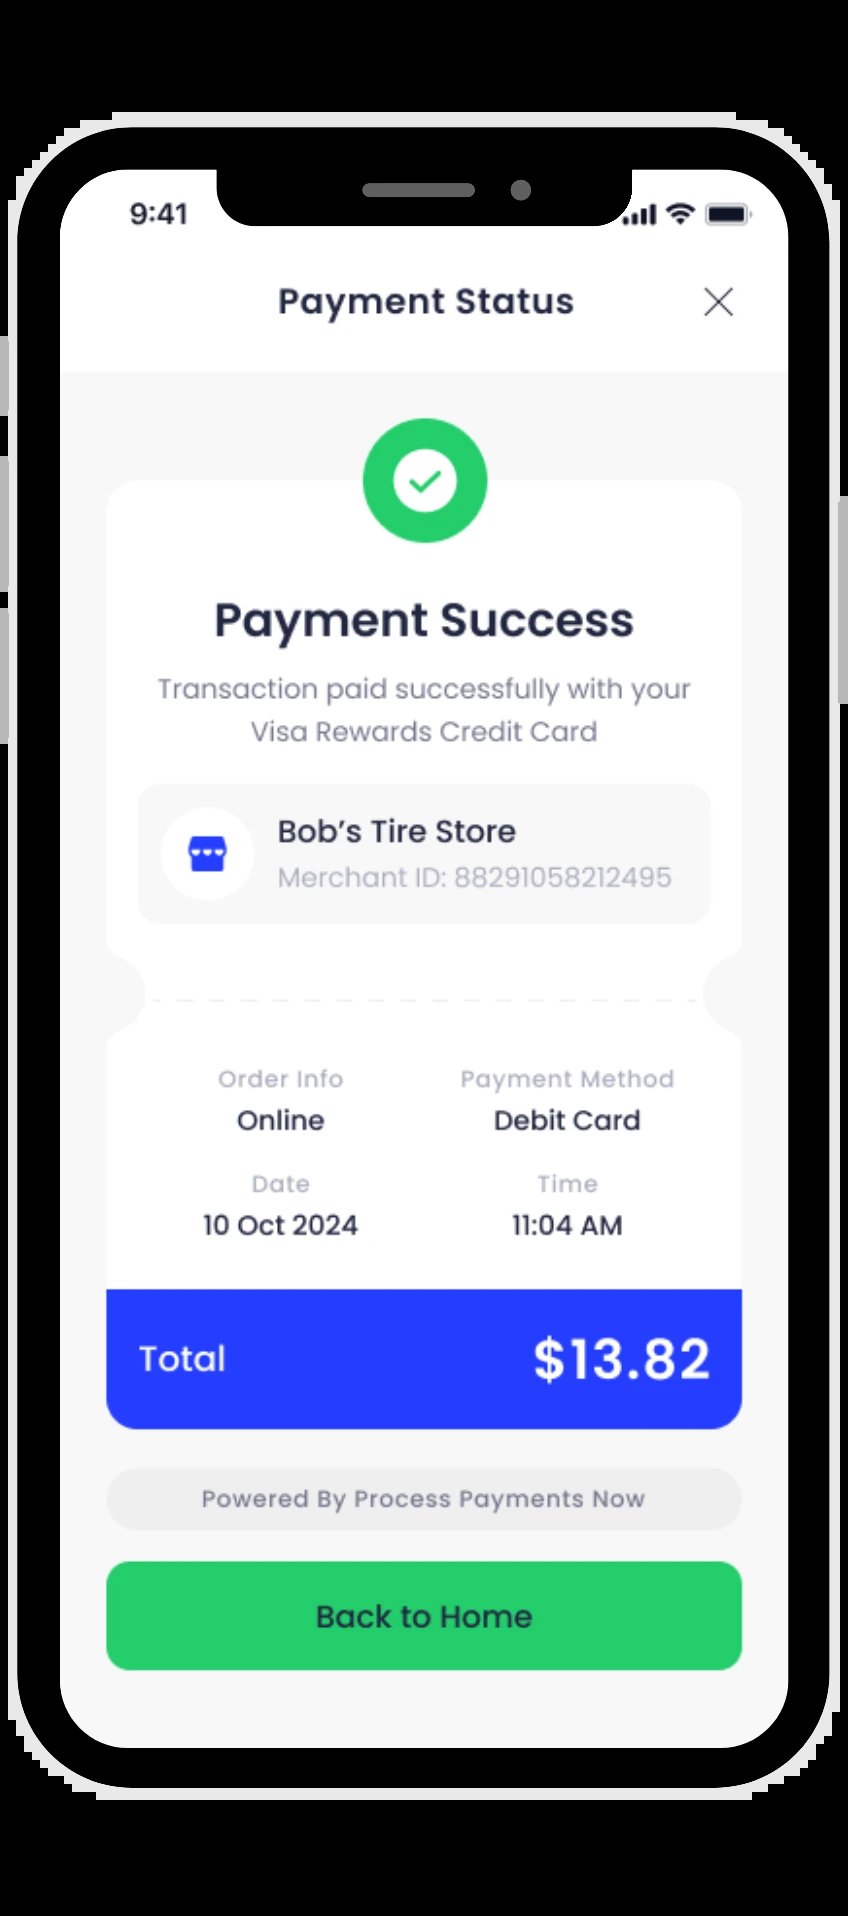 9:41
Payment Status
Payment Success
Transaction paid successfully with your
Visa Rewards Credit Card
Bob’s Tire Store
Merchant ID: 88291058212495
Order Info
Payment Method
Online
Debit Card
Date
Time
10 Oct 2024
11:04 AM
Total
$13.82
Powered By Process Payments Now
Back to Home